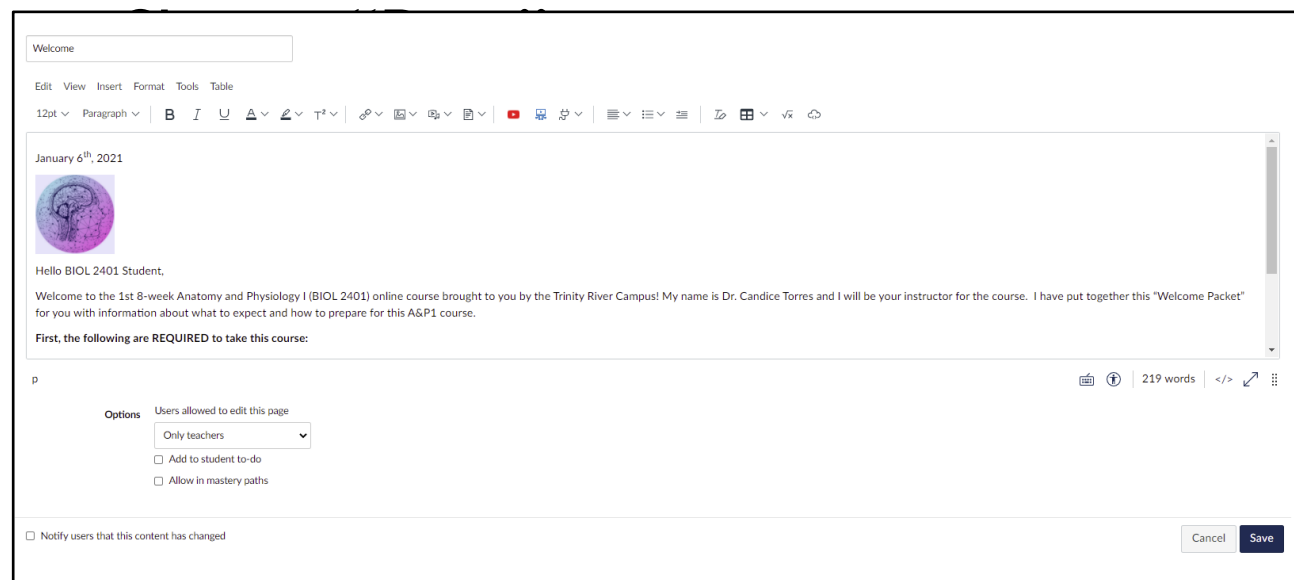 Welcome
Edit View Insert Format Tools Table
12pt Paragraph B I U A T² √x
January 6th, 2021
Hello BIOL 2401 Student,
Welcome to the 1st 8-week Anatomy and Physiology I (BIOL 2401) online course brought to you by the Trinity River Campus! My name is Dr. Candice Torres and I will be your instructor for the course. I have put together this “Welcome Packet”
for you with information about what to expect and how to prepare for this A&P1 course.
First, the following are REQUIRED to take this course:
p
219 words </>
Options Users allowed to edit this page
Only teachers
Add to student to-do
Allow in mastery paths
Notify users that this content has changed
Cancel Save